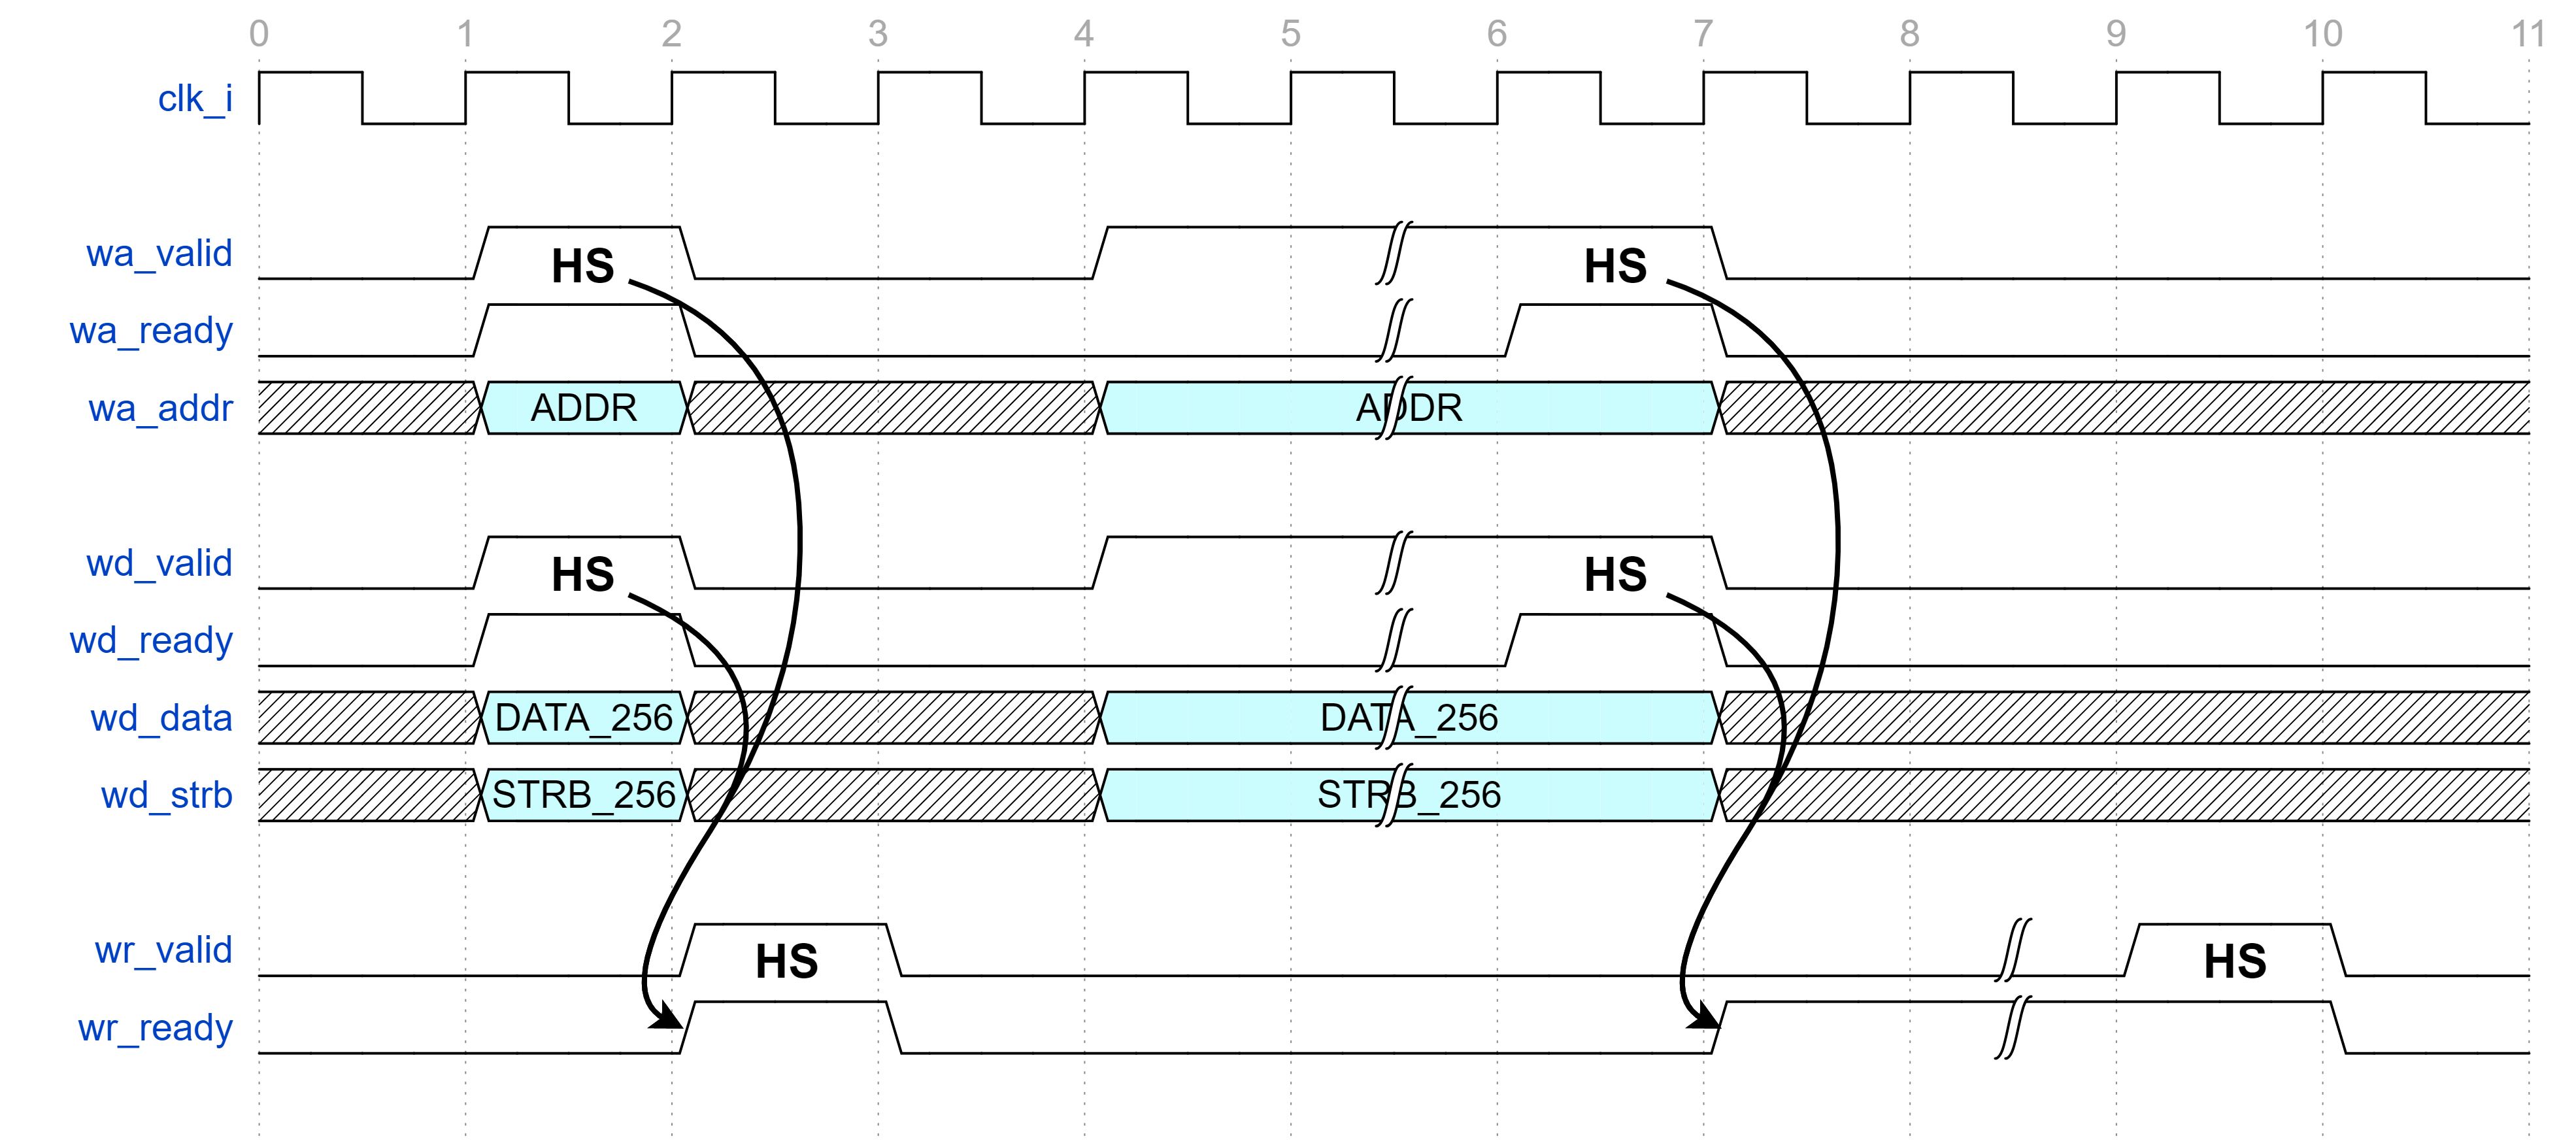 0 1 2 3 4 5 6 7 8 9 10 11
clk_i
wa_valid HS HS
wa_ready
wa_addr ADDR ADDR
wd_valid HS HS
wd_ready
wd_data DATA_256 DATA_256
wd_strb STRB_256 STRB_256
wr_valid HS HS
wr_ready